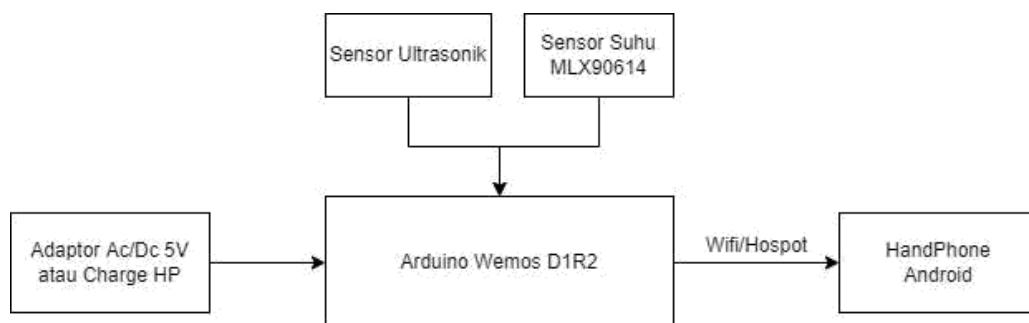 Sensor Ultrasonik
Sensor Suhu
MLX90614
Adaptor Ac/Dc 5V
atau Charge HP
Arduino Wemos D1R2
Wifi/Hospot
HandPhone
Android